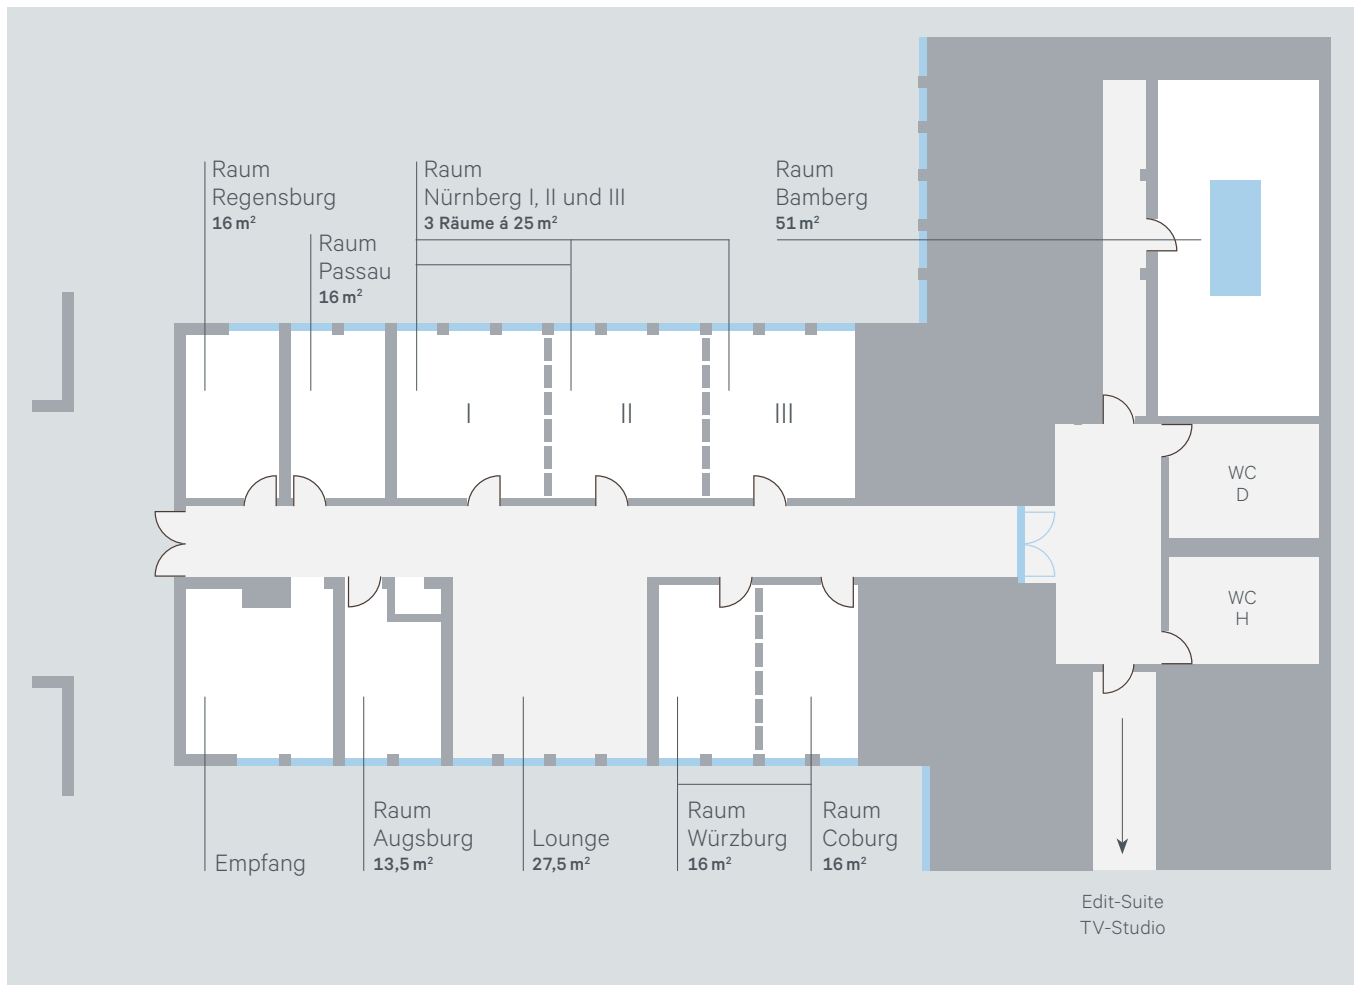 Raum
Regensburg
16 m²
Raum
Passau
16 m²
Raum
Nürnberg I, II und III
3 Räume á 25 m²
Raum
Bamberg
51 m²
I
II
III
WC
D
WC
H
Empfang
Raum
Augsburg
13,5 m²
Lounge
27,5 m²
Raum
Würzburg
16 m²
Raum
Coburg
16 m²
Edit-Suite
TV-Studio